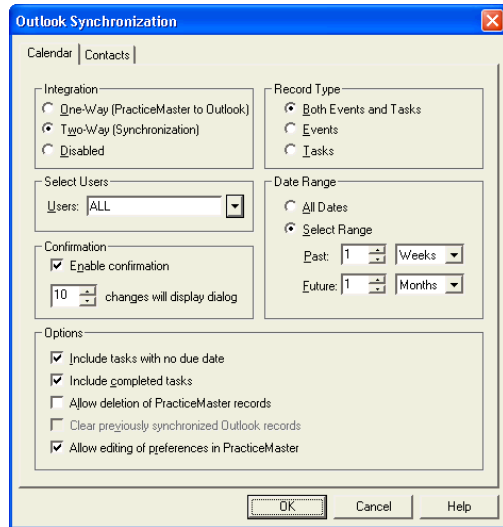 Outlook Synchronization
Calendar
Contacts
Integration
One-Way (PracticeMaster to Outlook)
Two-Way (Synchronization)
Disabled
Record Type
Both Events and Tasks
Events
Tasks
Select Users
Users: ALL
Date Range
All Dates
Select Range
Past: 1 Weeks
Future: 1 Months
Confirmation
Enable confirmation
10 changes will display dialog
Options
Include tasks with no due date
Include completed tasks
Allow deletion of PracticeMaster records
Clear previously synchronized Outlook records
Allow editing of preferences in PracticeMaster
OK Cancel Help